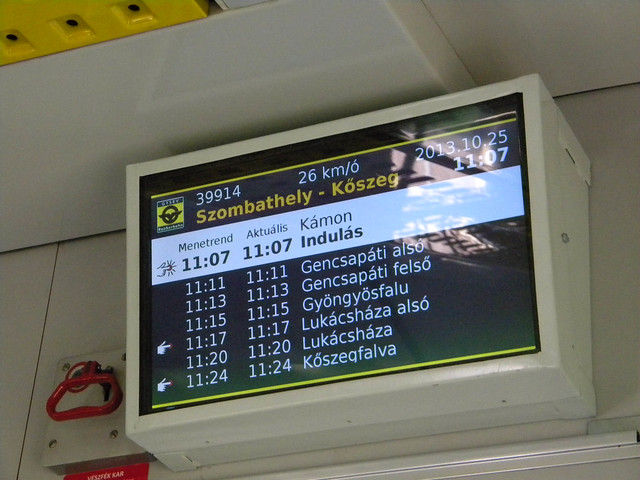 39914 26 km/ó 2013.10.25
Szombathely - Kőszeg 11:07
Menetrend Aktuális Kámon
11:07 11:07 Indulás
11:11 11:11 Gencsapáti alsó
11:13 11:13 Gencsapáti felső
11:15 11:15 Gyöngyösfalu
11:17 11:17 Lukácsháza alsó
11:20 11:20 Lukácsháza
11:24 11:24 Kőszegfalva
VÉSZFÉK KAR